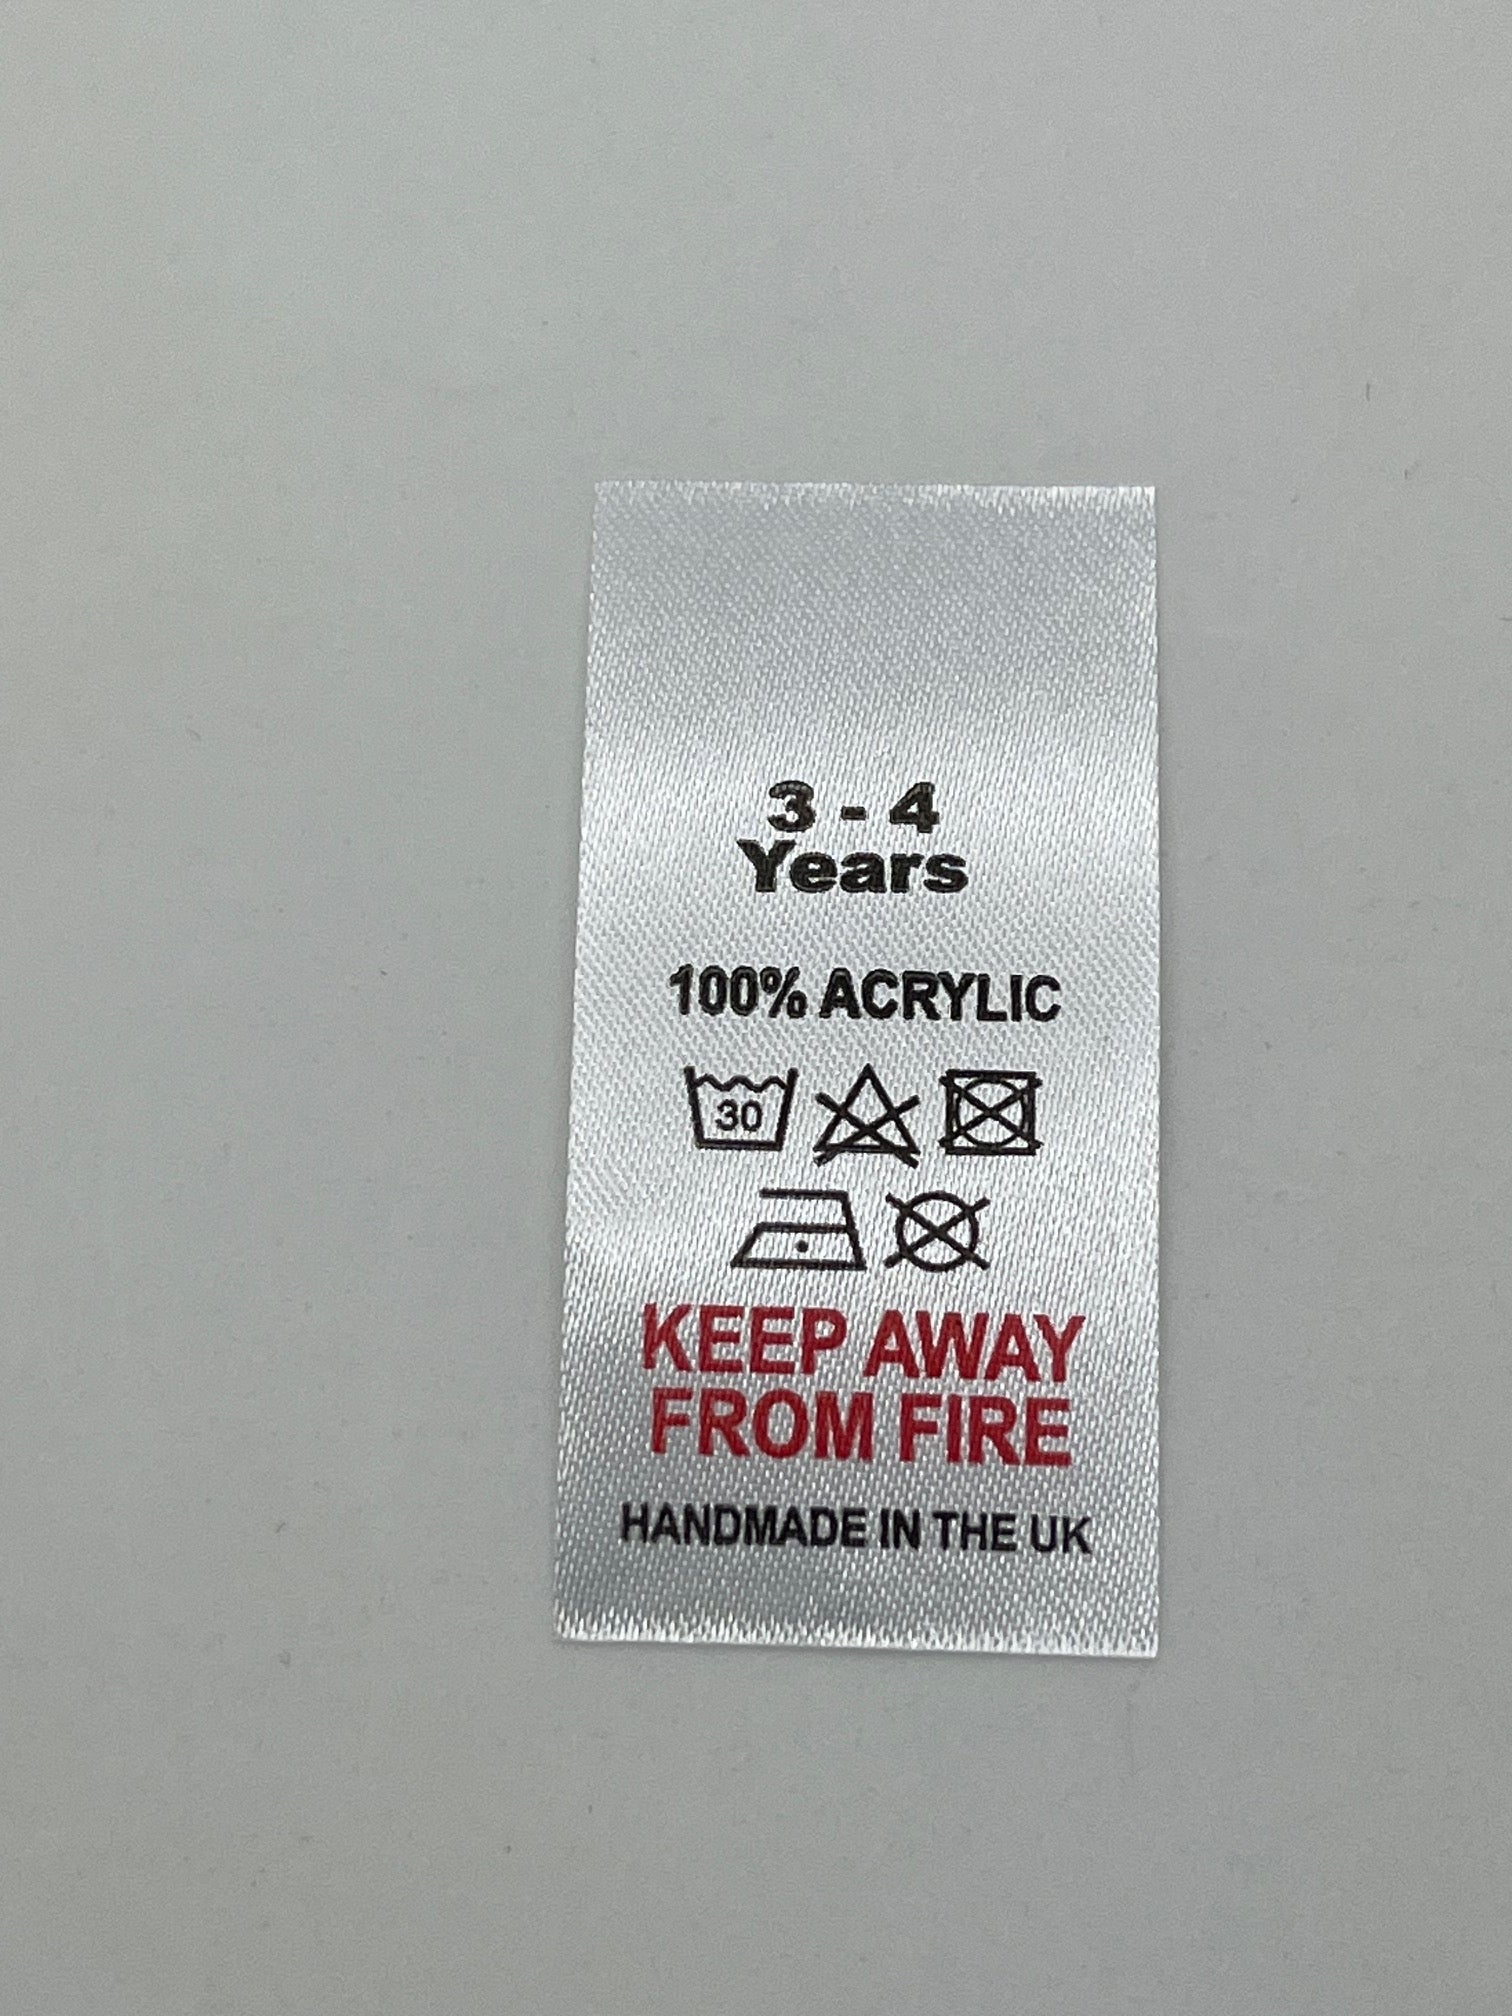 3 - 4
Years
100% ACRYLIC
30
KEEP AWAY
FROM FIRE
HANDMADE IN THE UK